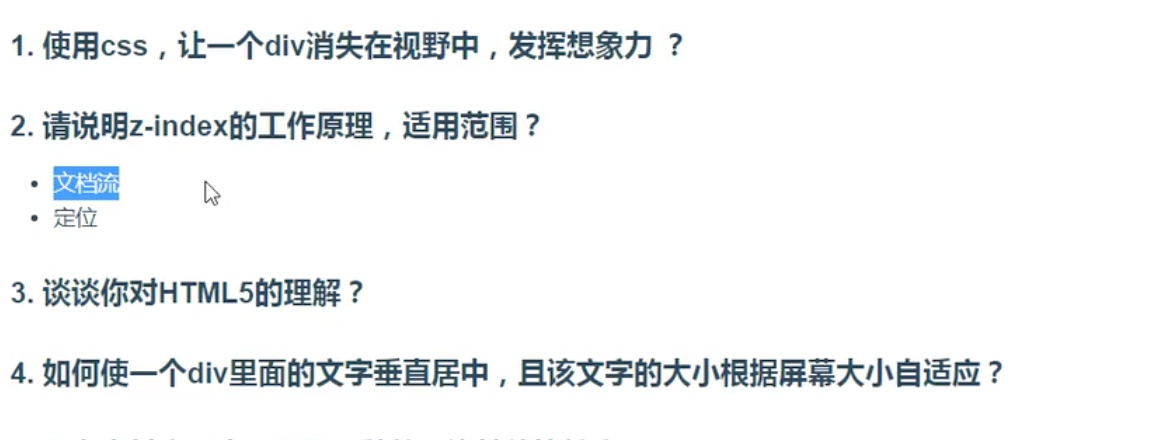 1. 使用css，让一个div消失在视野中，发挥想象力 ？
2. 请说明z-index的工作原理，适用范围？
• 文档流
• 定位
3. 谈谈你对HTML5的理解？
4. 如何使一个div里面的文字垂直居中，且该文字的大小根据屏幕大小自适应？